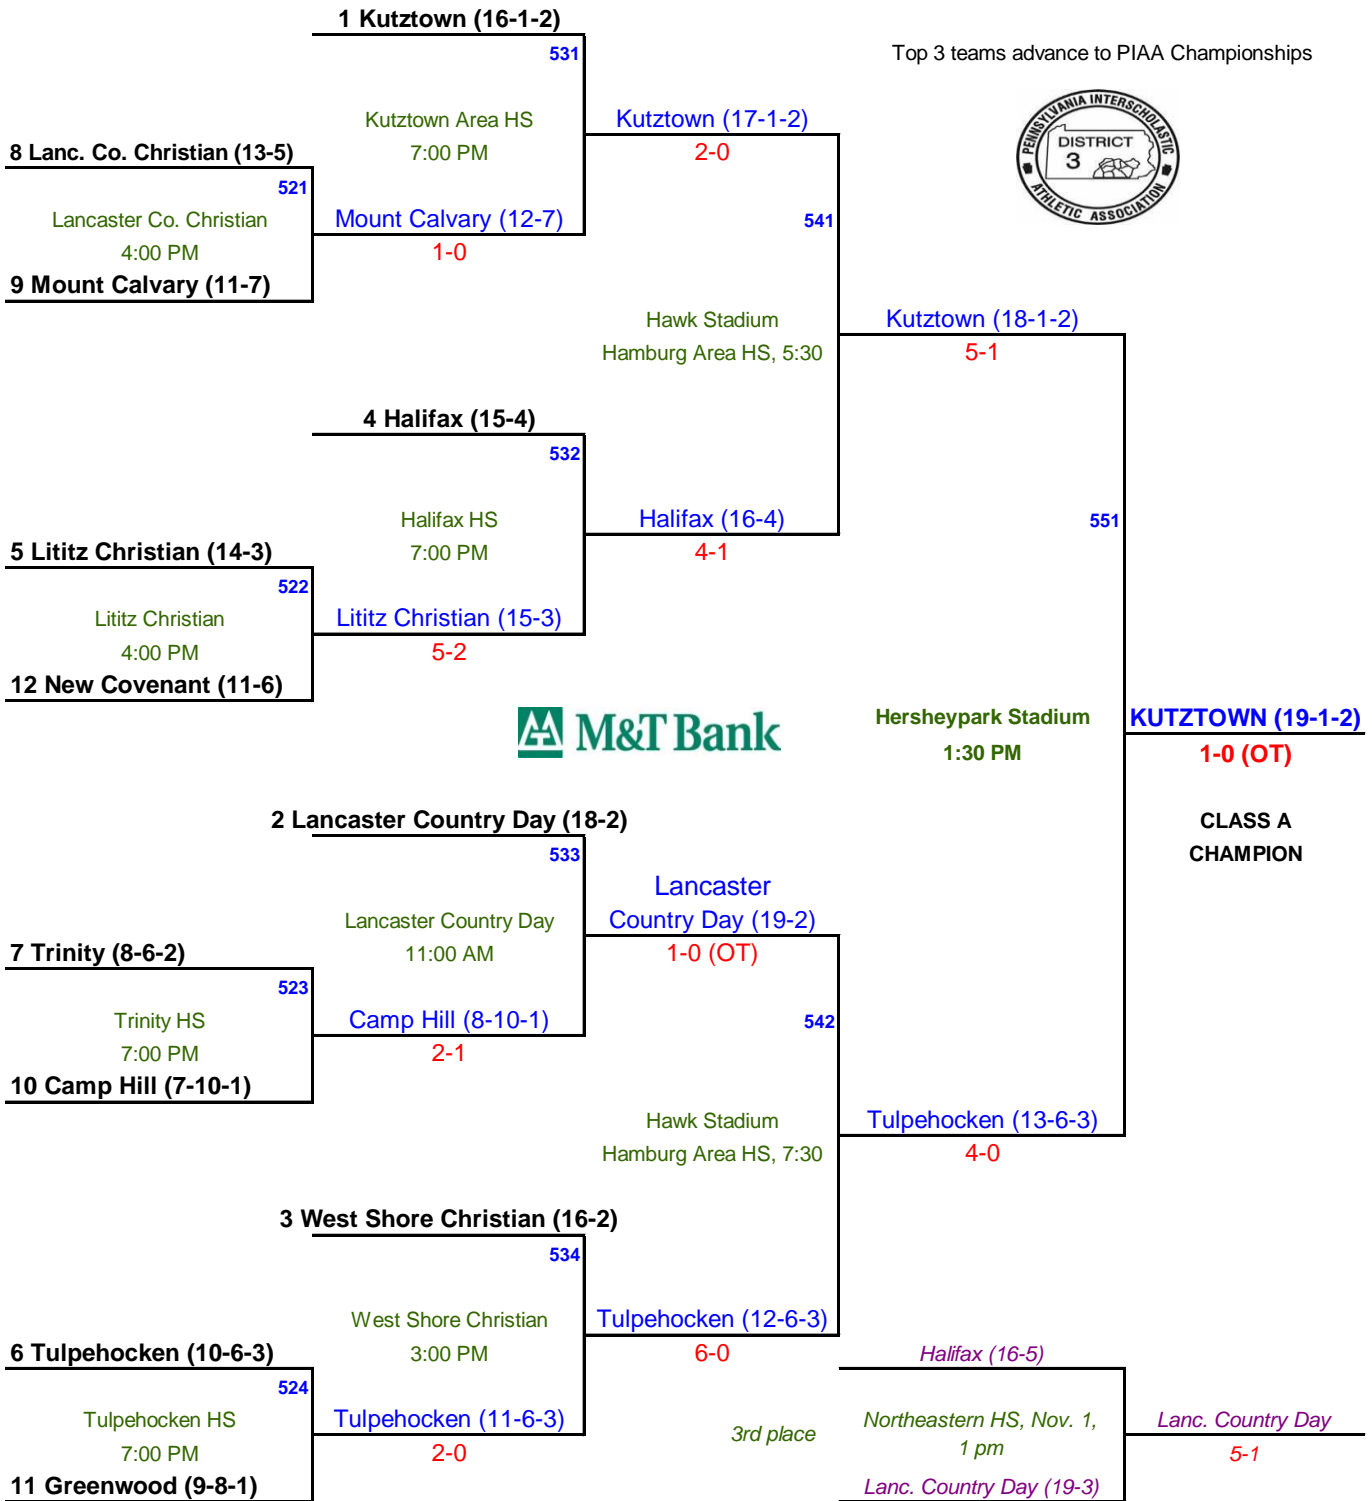 1 Kutztown (16-1-2)
531
Top 3 teams advance to PIAA Championships
PENNSYLVANIA INTERSCHOLASTIC
DISTRICT
3
ATHLETIC ASSOCIATION
Kutztown Area HS
7:00 PM
Kutztown (17-1-2)
2-0
8 Lanc. Co. Christian (13-5)
521
Lancaster Co. Christian
4:00 PM
Mount Calvary (12-7)
1-0
9 Mount Calvary (11-7)
541
Hawk Stadium
Hamburg Area HS, 5:30
Kutztown (18-1-2)
5-1
4 Halifax (15-4)
532
Halifax HS
7:00 PM
Halifax (16-4)
4-1
551
5 Lititz Christian (14-3)
522
Lititz Christian
4:00 PM
Lititz Christian (15-3)
5-2
12 New Covenant (11-6)
M&T Bank
Hersheypark Stadium
1:30 PM
KUTZTOWN (19-1-2)
1-0 (OT)
CLASS A
CHAMPION
2 Lancaster Country Day (18-2)
533
Lancaster Country Day
11:00 AM
Lancaster
Country Day (19-2)
1-0 (OT)
7 Trinity (8-6-2)
523
Trinity HS
7:00 PM
Camp Hill (8-10-1)
2-1
10 Camp Hill (7-10-1)
542
Hawk Stadium
Hamburg Area HS, 7:30
Tulpehocken (13-6-3)
4-0
3 West Shore Christian (16-2)
534
West Shore Christian
3:00 PM
Tulpehocken (12-6-3)
6-0
6 Tulpehocken (10-6-3)
524
Tulpehocken HS
7:00 PM
Tulpehocken (11-6-3)
2-0
11 Greenwood (9-8-1)
3rd place
Halifax (16-5)
Northeastern HS, Nov. 1,
1 pm
Lanc. Country Day (19-3)
Lanc. Country Day
5-1